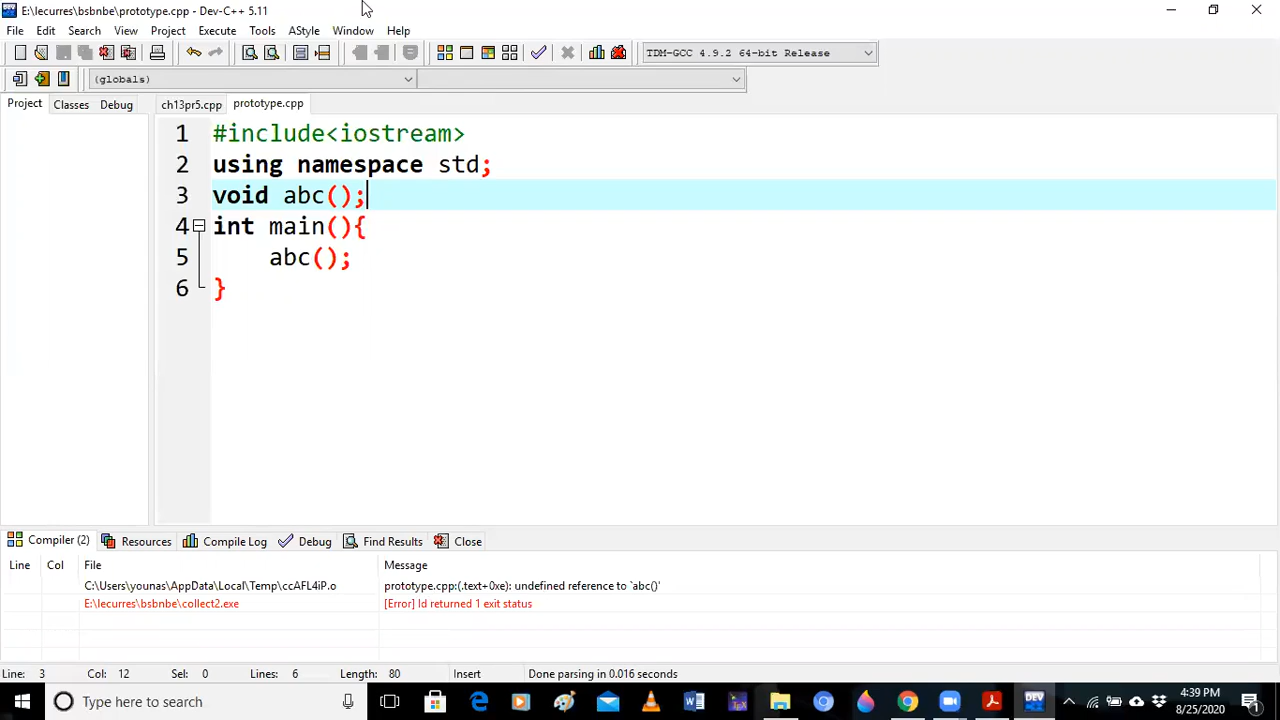 E:\lecurres\bsbnbe\prototype.cpp - Dev-C++ 5.11
File Edit Search View Project Execute Tools AStyle Window Help
TDM-GCC 4.9.2 64-bit Release
(globals)
Project Classes Debug ch13pr5.cpp prototype.cpp
1 #include<iostream>
2 using namespace std;
3 void abc();
4 int main(){
5 abc();
6 }
Compiler (2) Resources Compile Log Debug Find Results Close
Line Col File Message
C:\Users\younas\AppData\Local\Temp\ccAFL4iP.o prototype.cpp:(.text+0xe): undefined reference to `abc()'
E:\lecurres\bsbnbe\collect2.exe [Error] ld returned 1 exit status
Line: 3 Col: 12 Sel: 0 Lines: 6 Length: 80 Insert Done parsing in 0.016 seconds
Type here to search
DEV
4:39 PM
8/25/2020